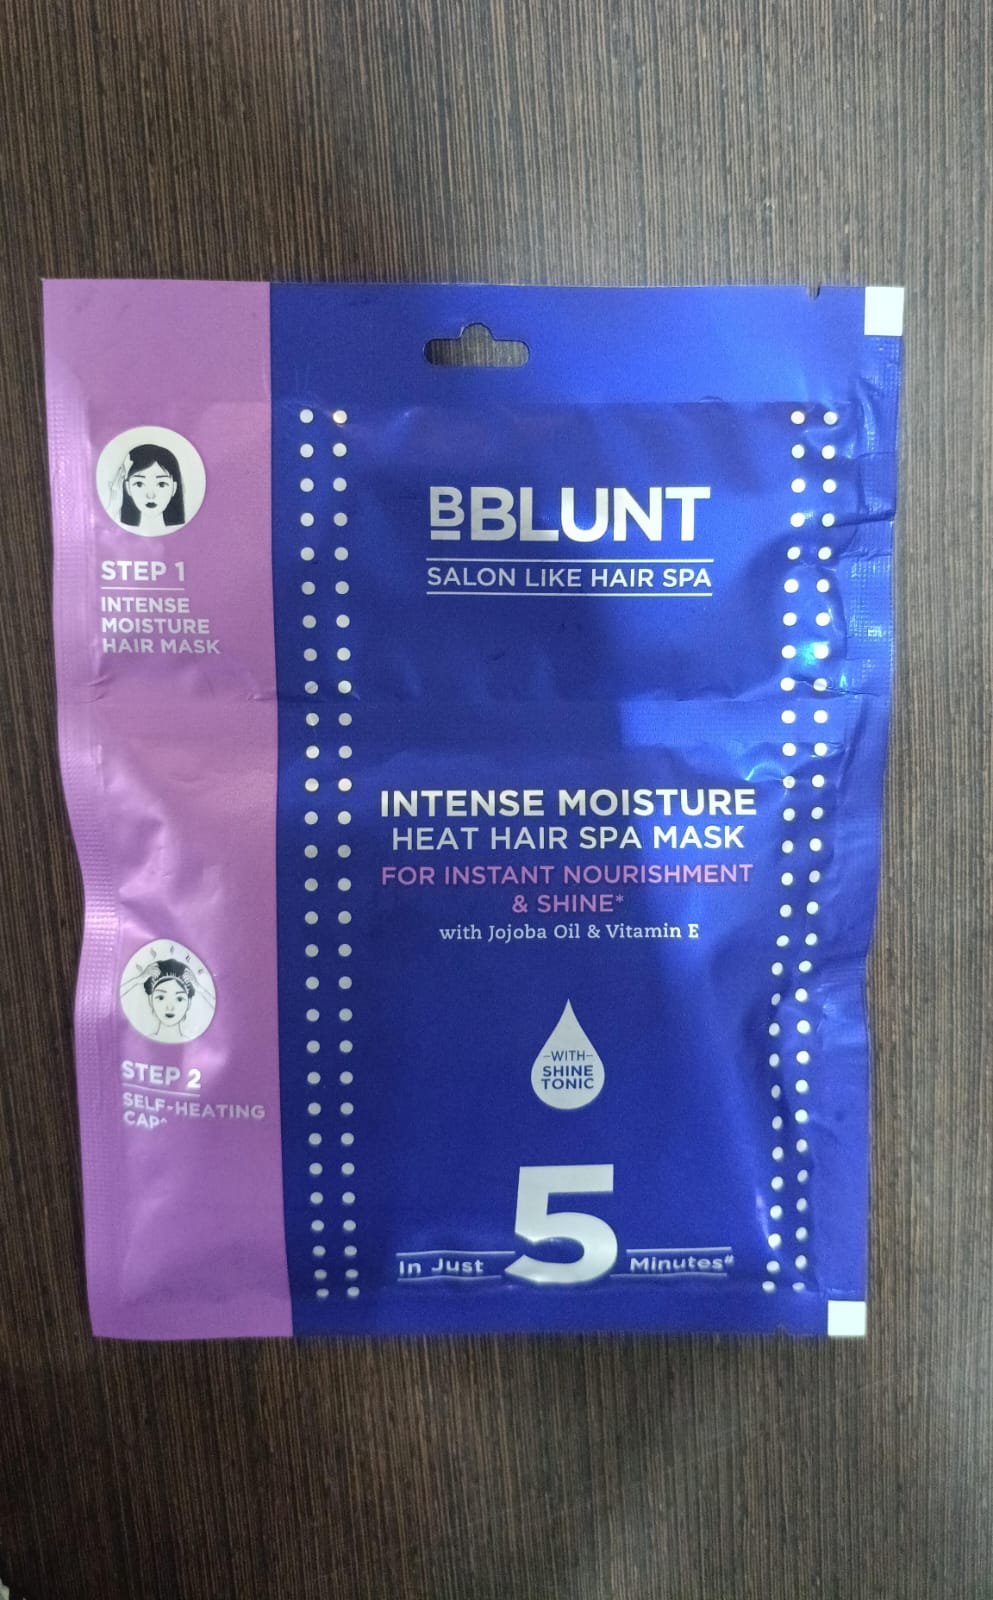 BBLUNT
SALON LIKE HAIR SPA
STEP 1
INTENSE
MOISTURE
HAIR MASK
INTENSE MOISTURE
HEAT HAIR SPA MASK
FOR INSTANT NOURISHMENT
& SHINE*
with Jojoba Oil & Vitamin E
-WITH-
SHINE
TONIC
STEP 2
SELF-HEATING
CAP^
In Just 5 Minutes#